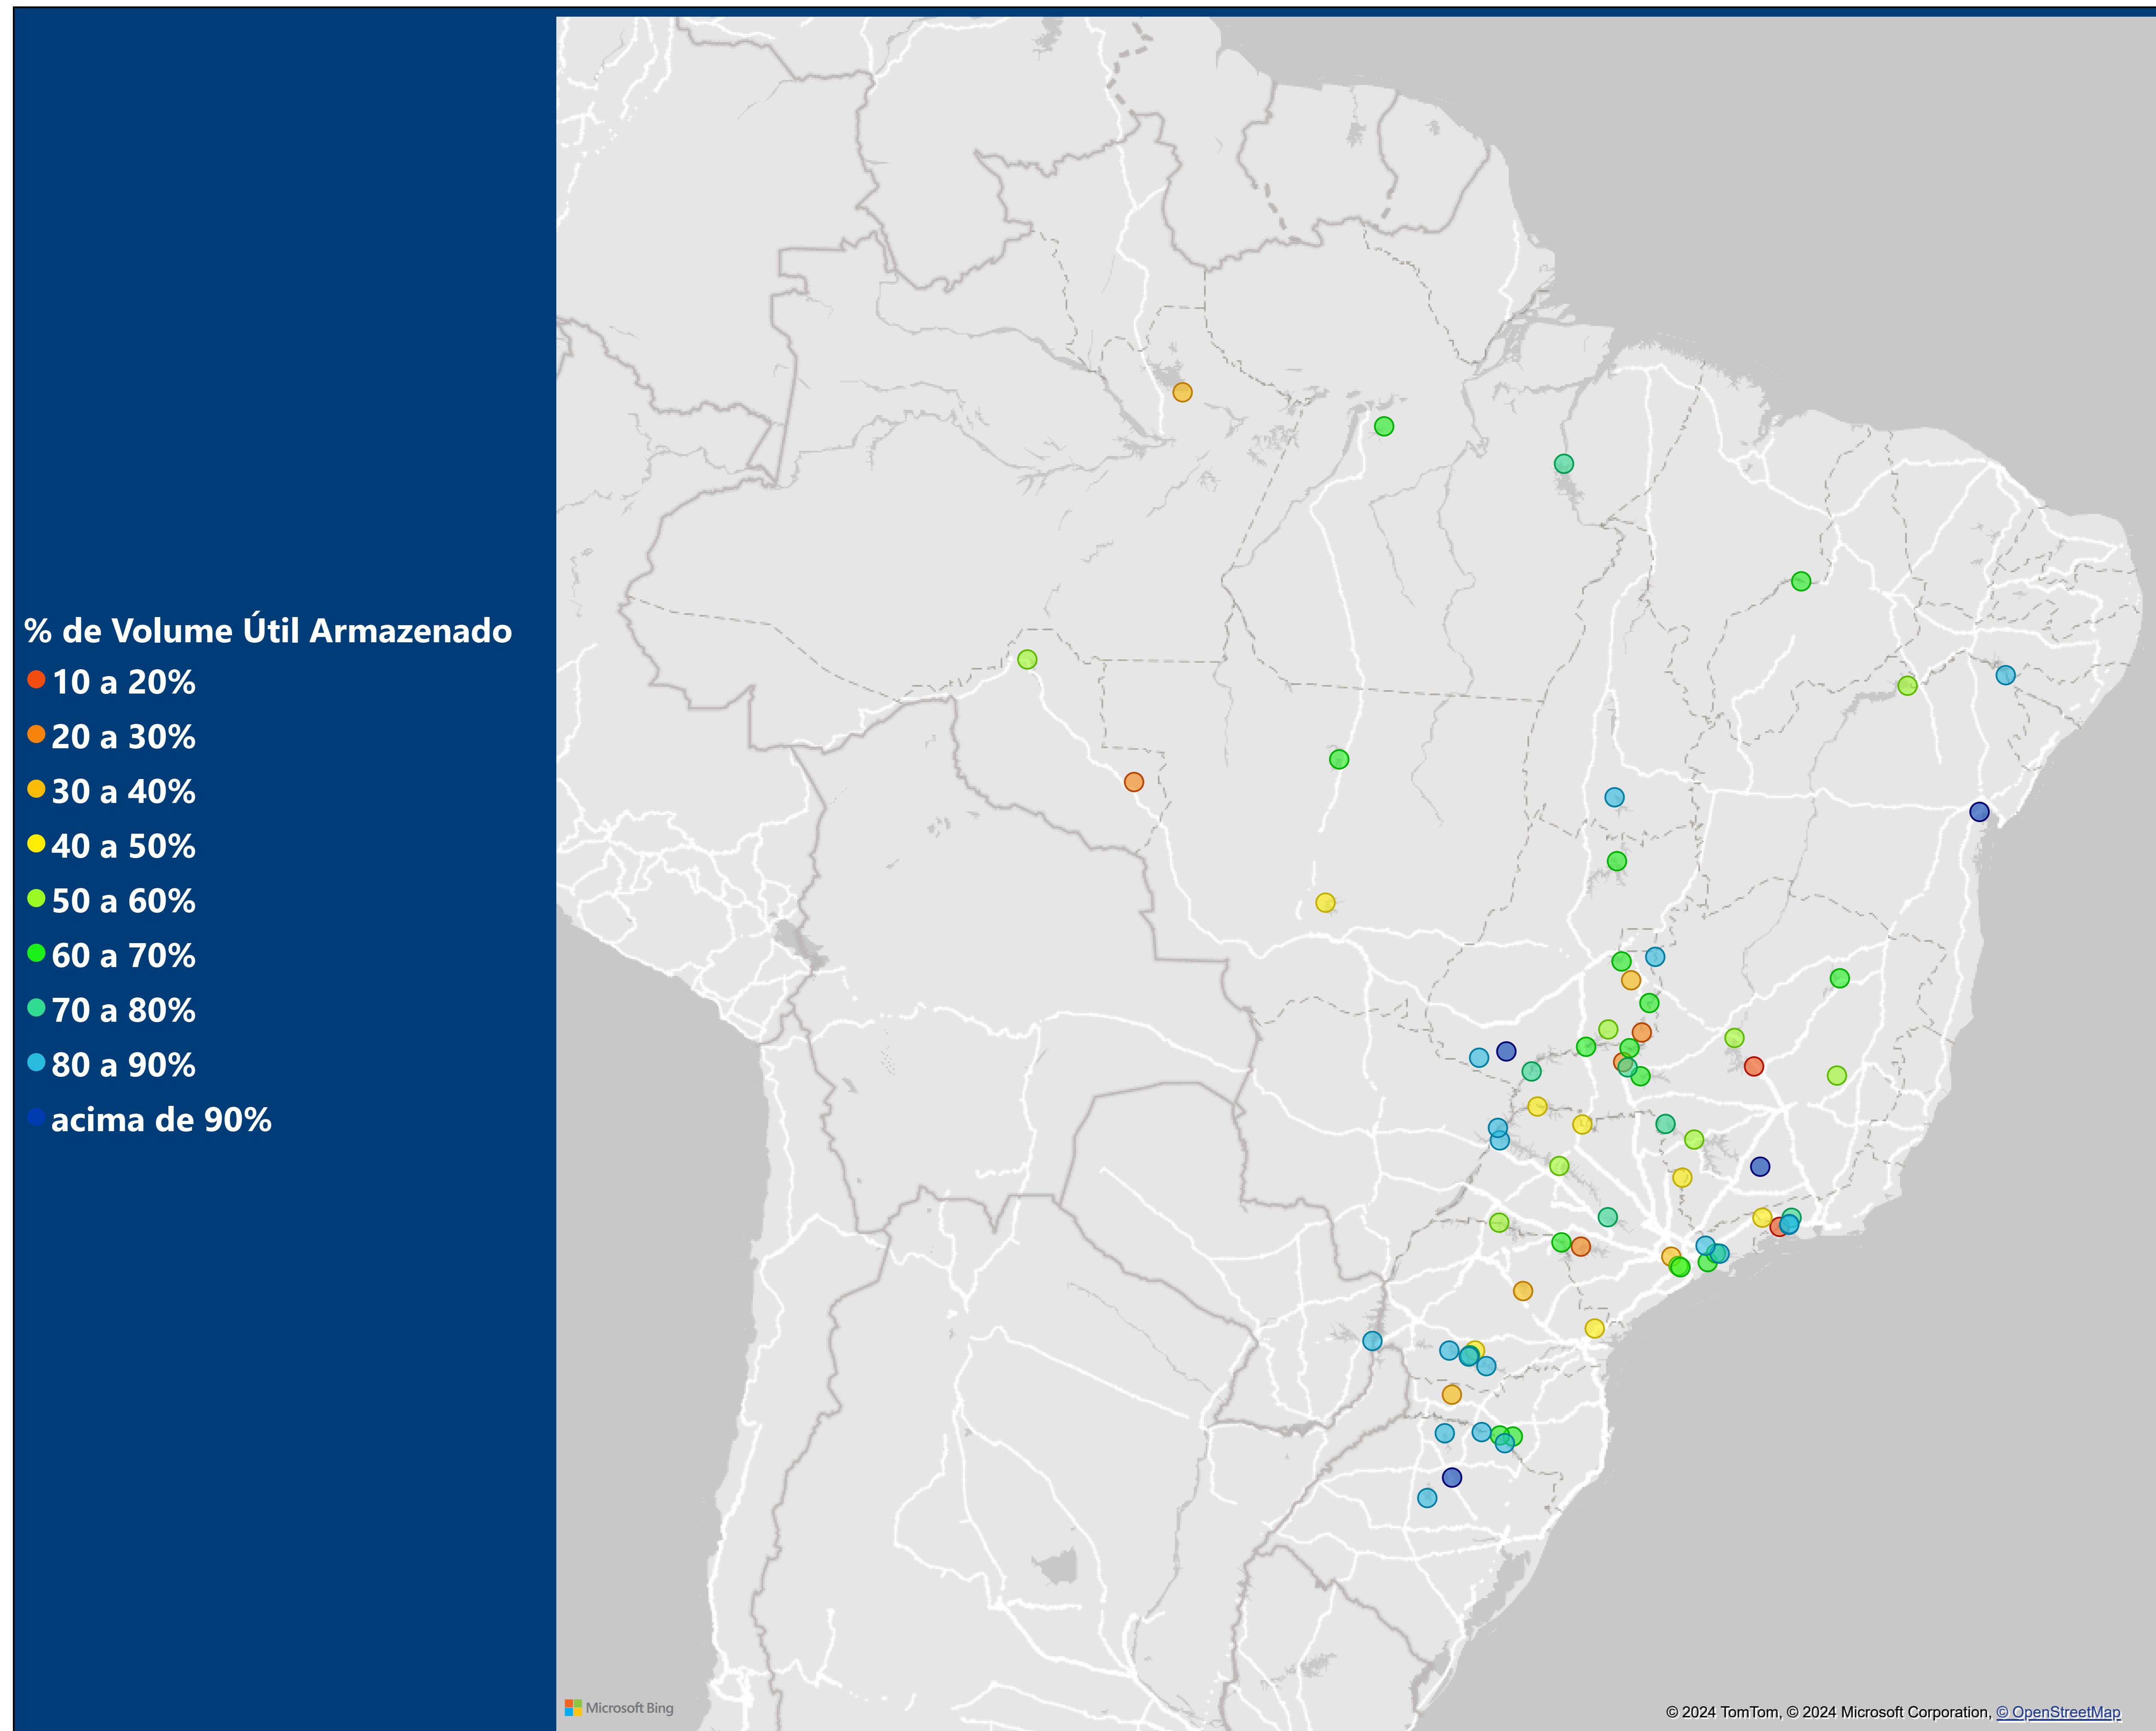 % de Volume Útil Armazenado
10 a 20%
20 a 30%
30 a 40%
40 a 50%
50 a 60%
60 a 70%
70 a 80%
80 a 90%
acima de 90%
Microsoft Bing
© 2024 TomTom, © 2024 Microsoft Corporation, © OpenStreetMap